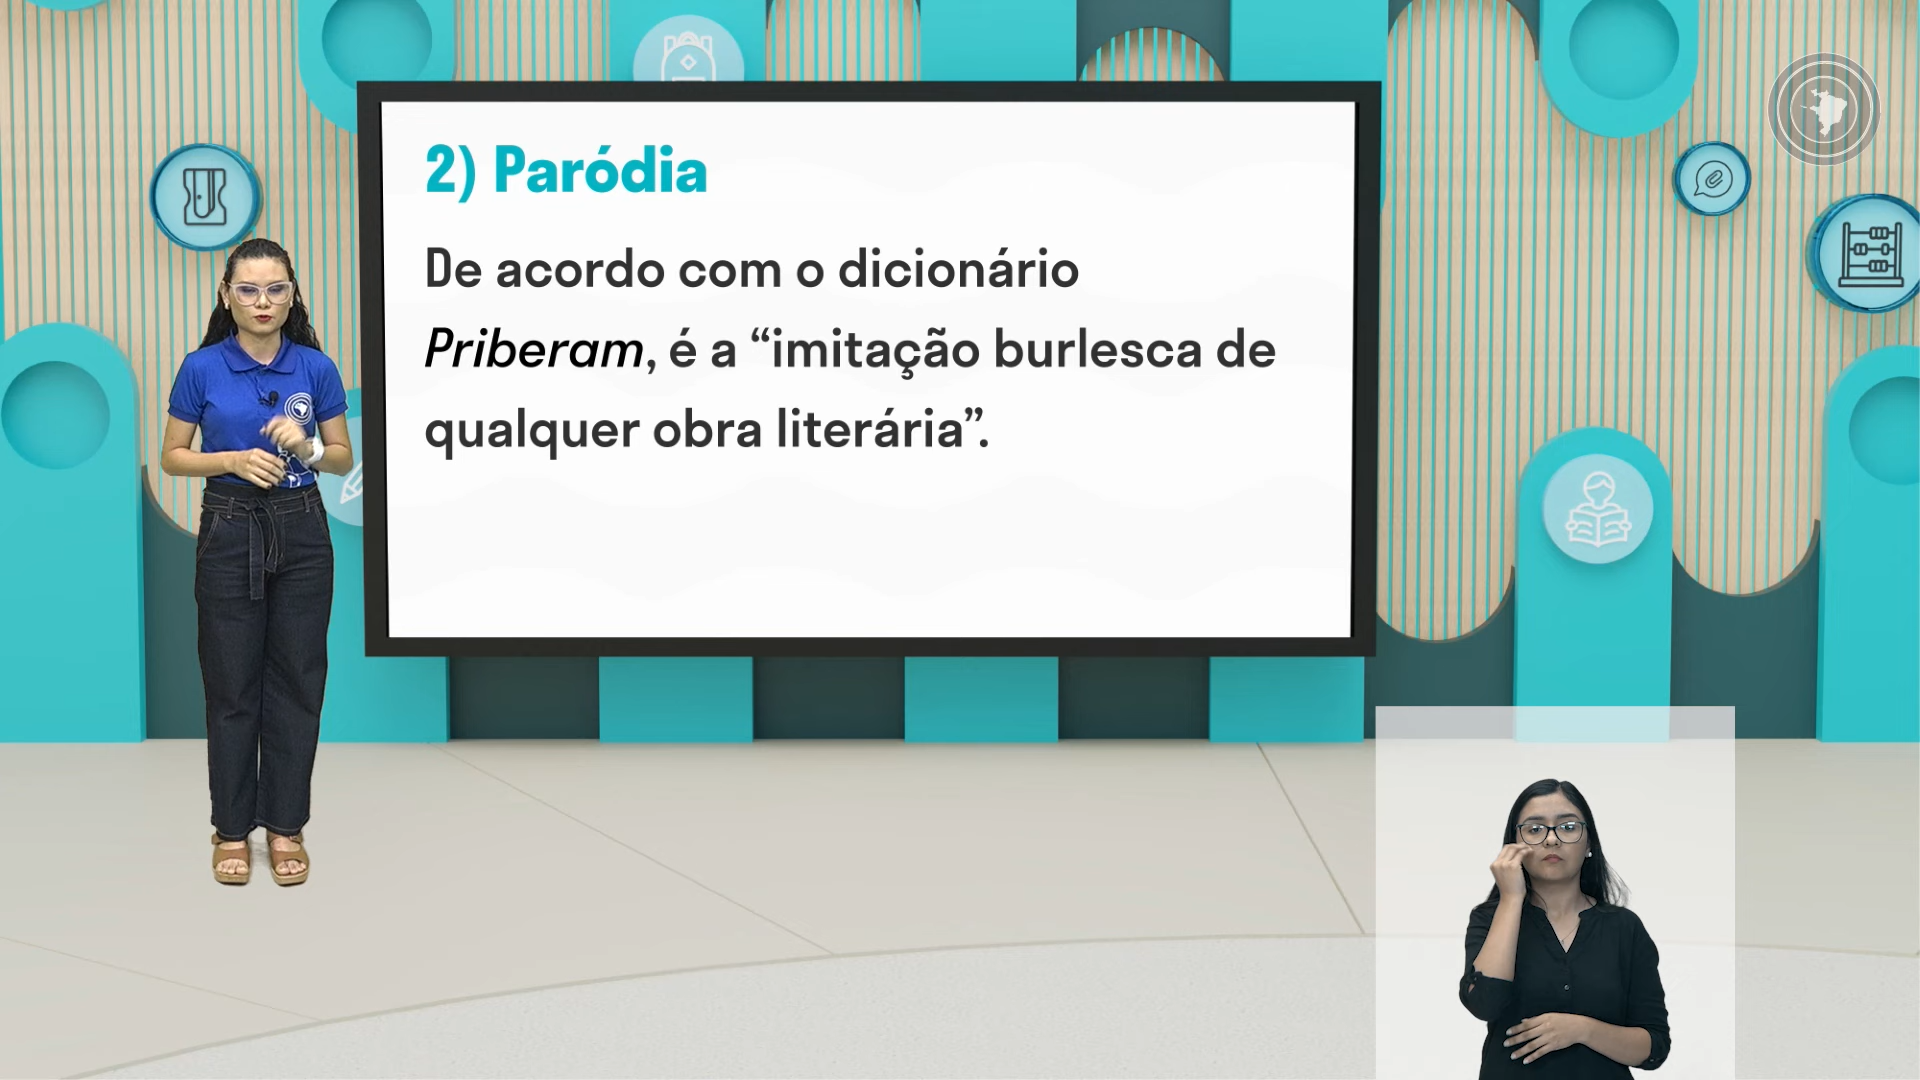 2) Paródia
De acordo com o dicionário
Priberam, é a “imitação burlesca de
qualquer obra literária”.